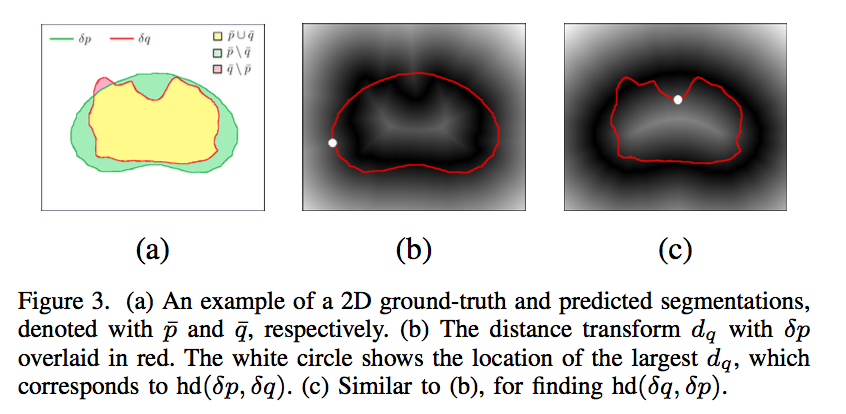 δp δq p̄∪q̄
p̄\q̄
q̄\p̄
(a) (b) (c)
Figure 3. (a) An example of a 2D ground-truth and predicted segmentations,
denoted with p̄ and q̄, respectively. (b) The distance transform d_q with δp
overlaid in red. The white circle shows the location of the largest d_q, which
corresponds to hd(δp, δq). (c) Similar to (b), for finding hd(δq, δp).